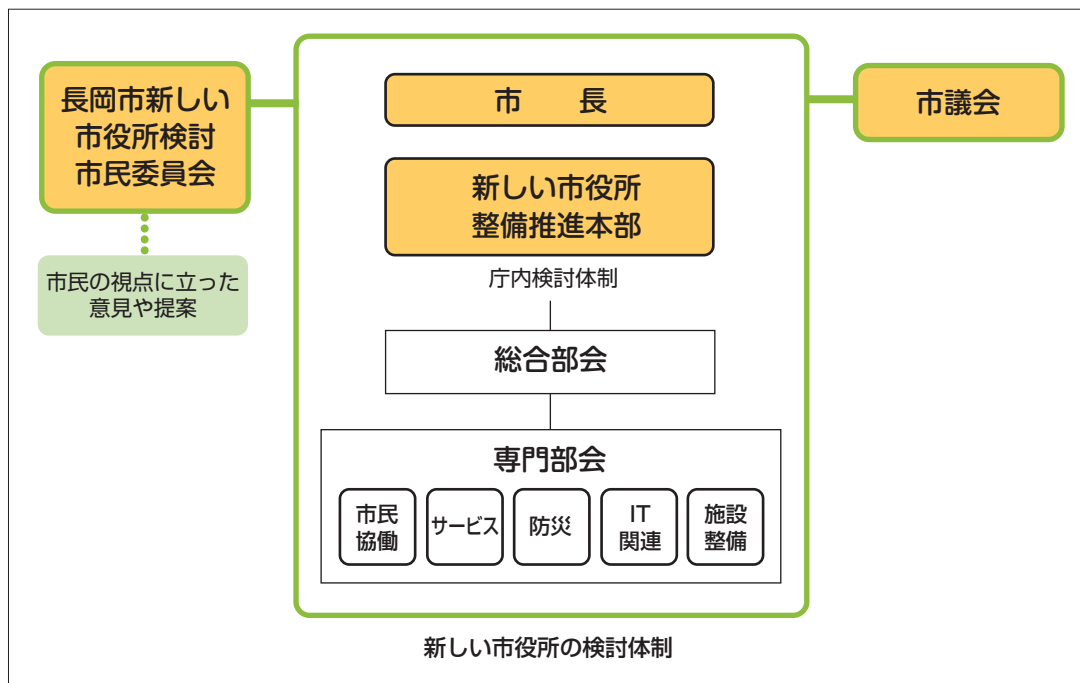 長岡市新しい
市役所検討
市民委員会
市民の視点に立った
意見や提案
市　長
新しい市役所
整備推進本部
庁内検討体制
総合部会
専門部会
市民
協働
サービス
防災
IT
関連
施設
整備
市議会
新しい市役所の検討体制